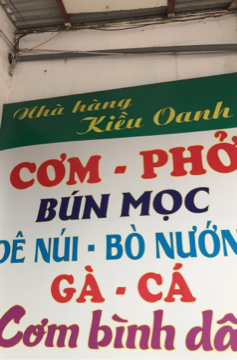 Nhà hàng
Kiều Oanh
CƠM - PHỞ
BÚN MỌC
DÊ NÚI - BÒ NƯỚN
GÀ - CÁ
Cơm bình dâ